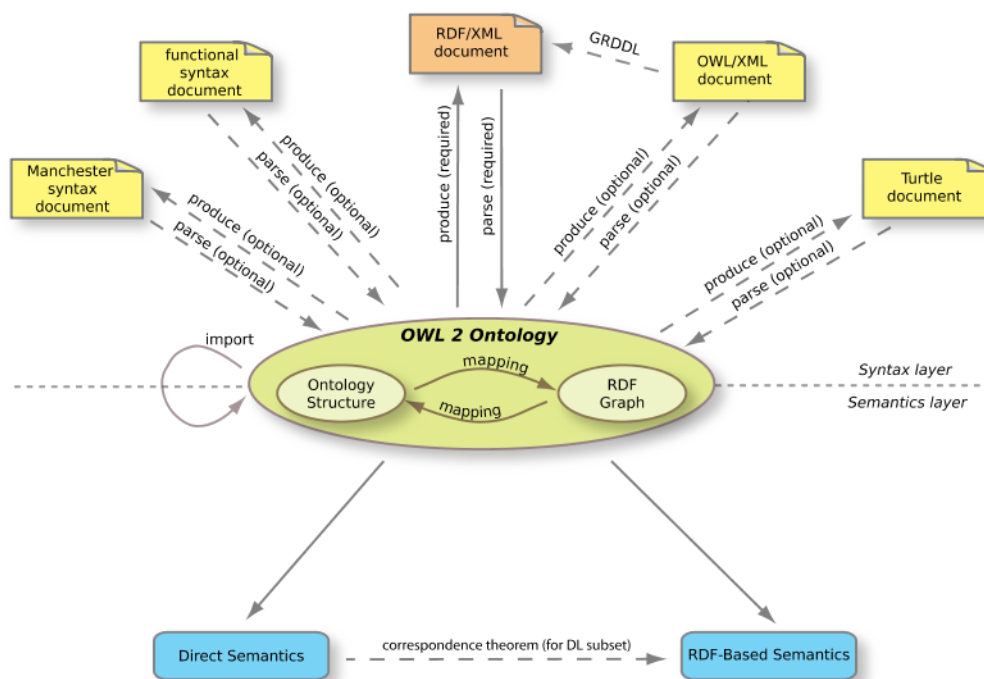 RDF/XML
document
GRDDL
functional
syntax
document
OWL/XML
document
Manchester
syntax
document
Turtle
document
produce (optional)
parse (optional)
produce (optional)
parse (optional)
produce (required)
parse (required)
produce (optional)
parse (optional)
produce (optional)
parse (optional)
import
OWL 2 Ontology
mapping
Ontology
Structure
RDF
Graph
mapping
Syntax layer
Semantics layer
Direct Semantics
correspondence theorem (for DL subset)
RDF-Based Semantics